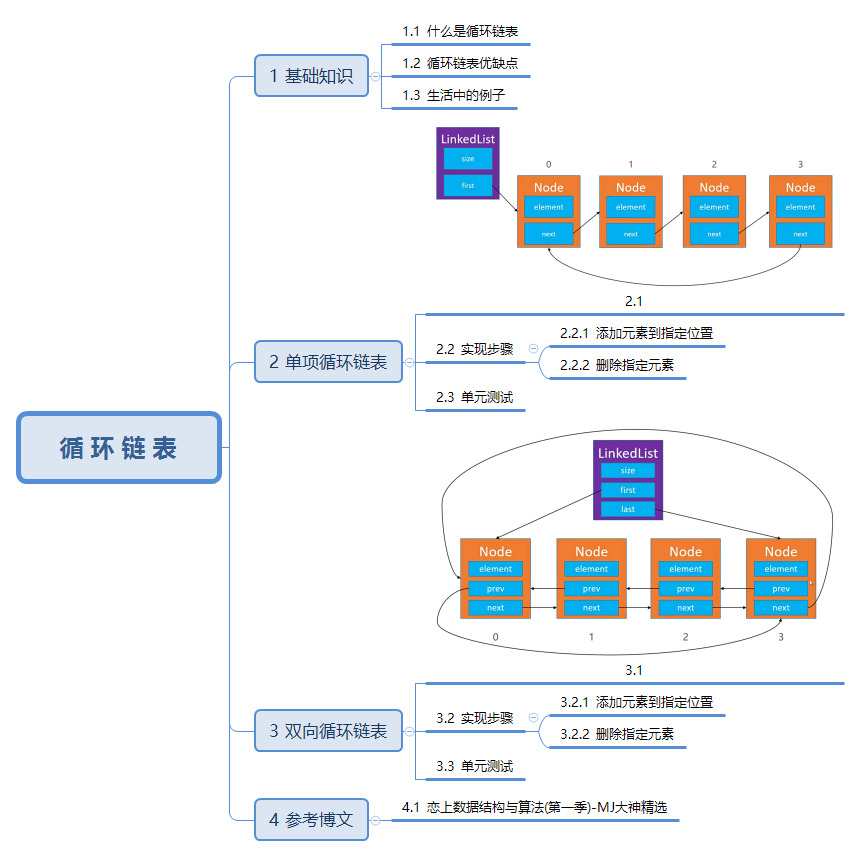 循 环 链 表
1 基础知识
1.1 什么是循环链表
1.2 循环链表优缺点
1.3 生活中的例子
LinkedList
size
first
0 1 2 3
Node Node Node Node
element element element element
next next next next
2.1
2 单项循环链表
2.2 实现步骤
2.2.1 添加元素到指定位置
2.2.2 删除指定元素
2.3 单元测试
LinkedList
size
first
last
Node Node Node Node
element element element element
prev prev prev prev
next next next next
0 1 2 3
3.1
3 双向循环链表
3.2 实现步骤
3.2.1 添加元素到指定位置
3.2.2 删除指定元素
3.3 单元测试
4 参考博文
4.1 恋上数据结构与算法(第一季)-MJ大神精选